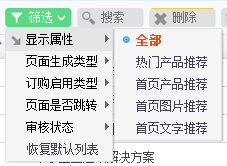 筛选 搜索 删除
显示属性
页面生成类型
订购启用类型
页面是否跳转
审核状态
恢复默认列表
全部
热门产品推荐
首页产品推荐
首页图片推荐
首页文字推荐
解决方案